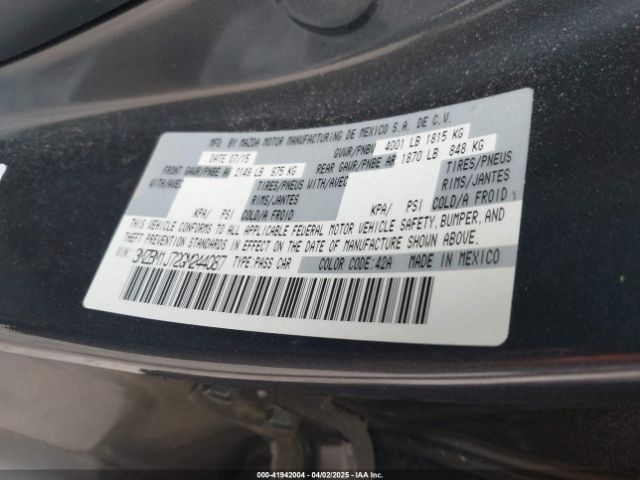 MFD. BY MAZDA MOTOR MANUFACTURING DE MEXICO S.A. DE C.V.
DATE 07/15 GVWR/PNBV 4001 LB 1815 KG
FRONT GAWR/PNBE AV 2149 LB 975 KG REAR GAWR/PNBE AR 1870 LB 848 KG
WITH/AVEC TIRES/PNEUS WITH/AVEC TIRES/PNEUS
RIMS/JANTES RIMS/JANTES
KPA/ PSI COLD/A FROID KPA/ PSI COLD/A FROID
THIS VEHICLE CONFORMS TO ALL APPLICABLE FEDERAL MOTOR VEHICLE SAFETY, BUMPER, AND
THEFT PREVENTION STANDARDS IN EFFECT ON THE DATE OF MANUFACTURE SHOWN ABOVE.
VIN: 3MZBM1J72GM244087 TYPE: PASS CAR COLOR CODE: 42A MADE IN MEXICO
000-41942004 04/02/2025 IAAI.COM